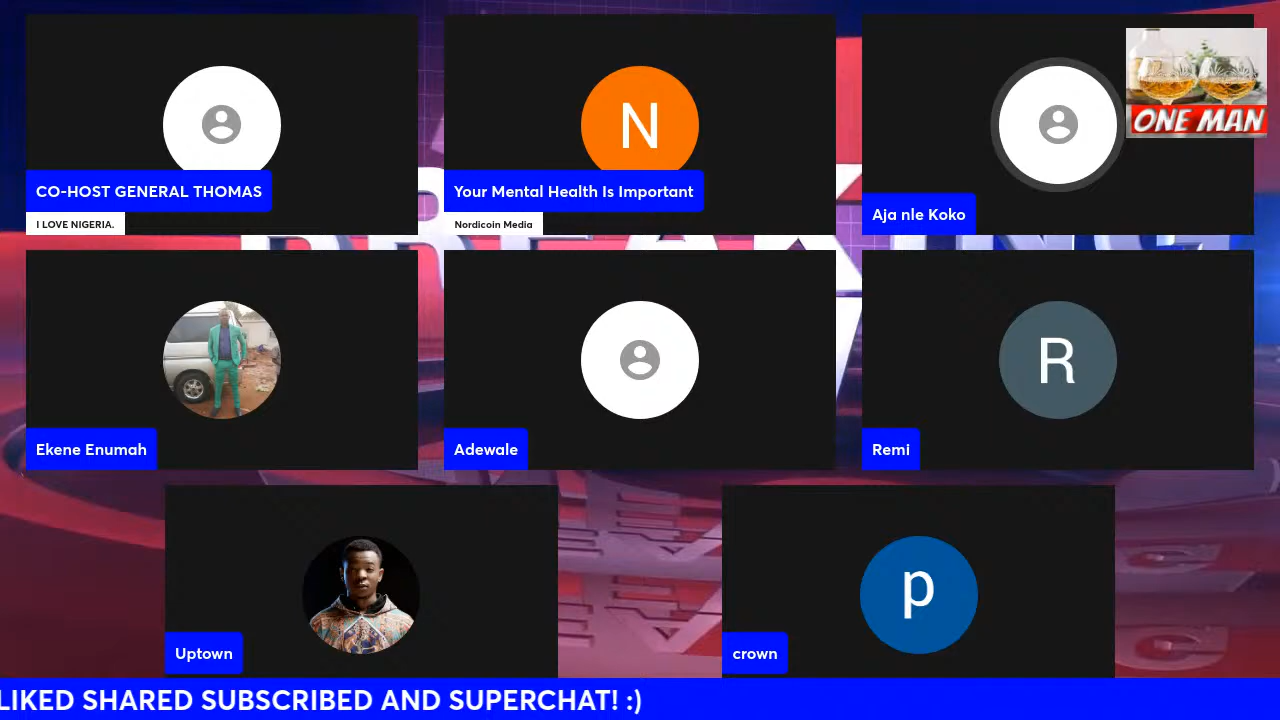 CO-HOST GENERAL THOMAS
I LOVE NIGERIA.
N
Your Mental Health Is Important
Nordicoin Media
Aja nle Koko
ONE MAN
BREAKING
Ekene Enumah
Adewale
R
Remi
Uptown
p
crown
LIKED SHARED SUBSCRIBED AND SUPERCHAT! :)